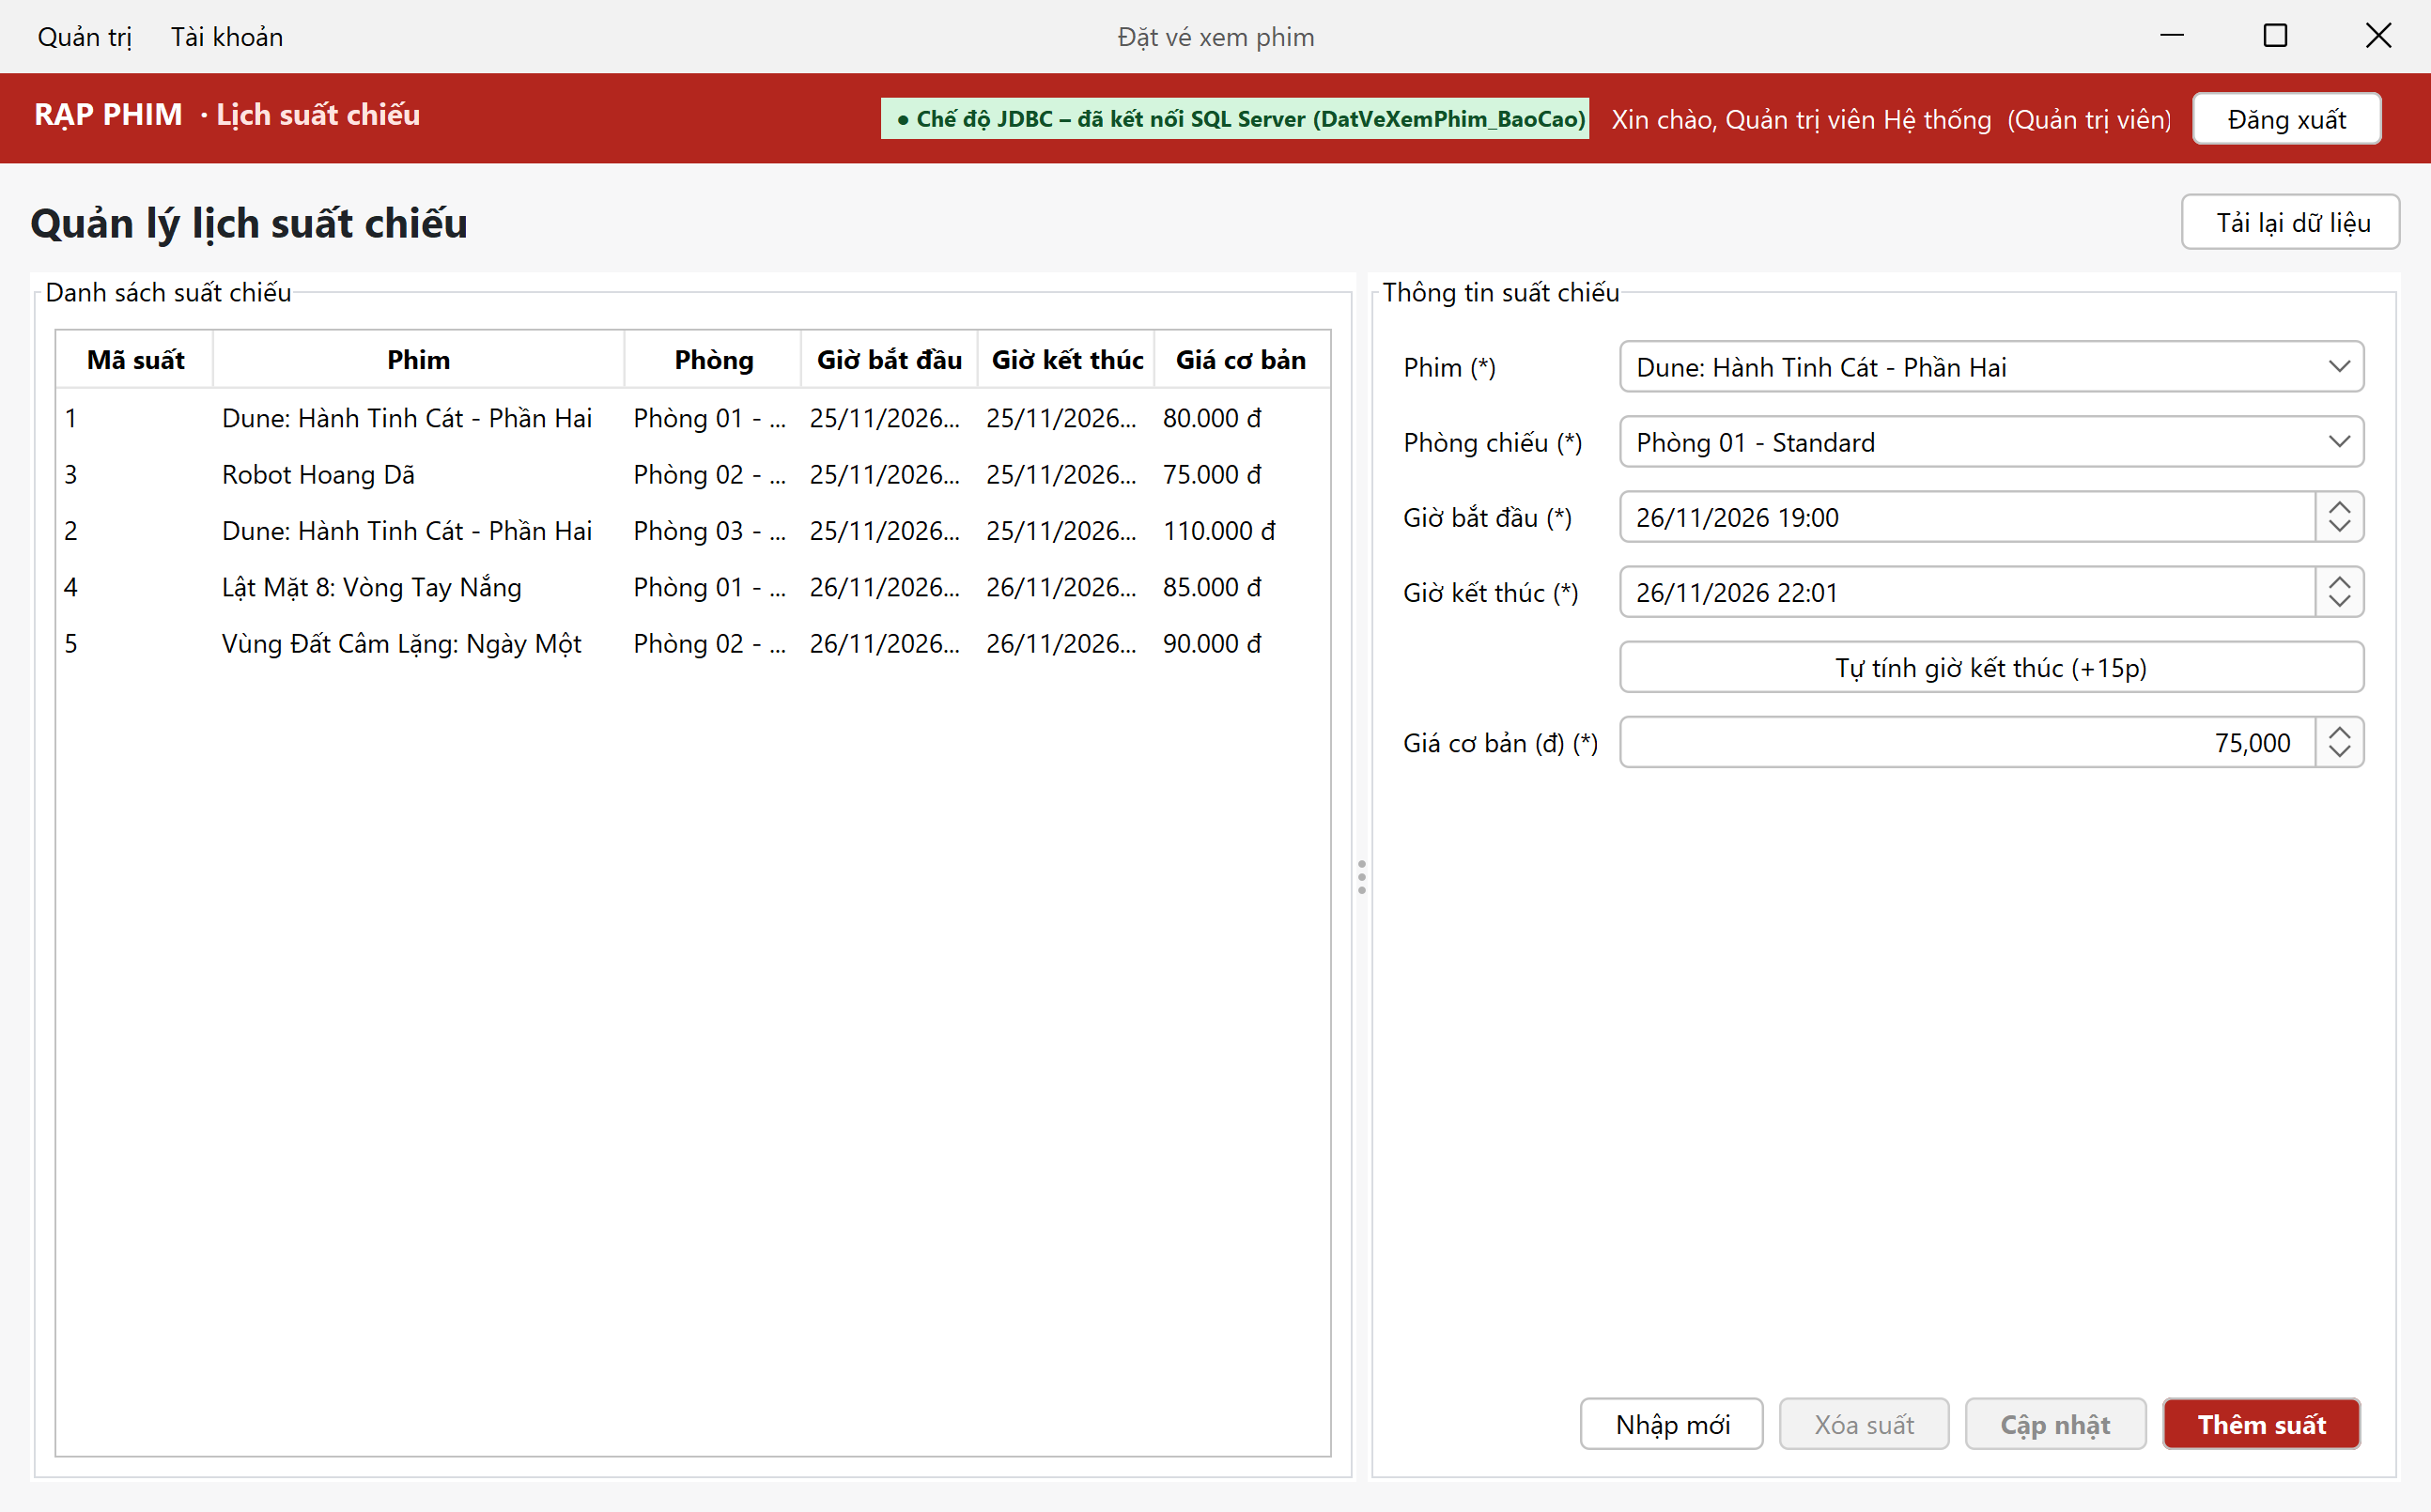 Quản trị Tài khoản Đặt vé xem phim
RẠP PHIM · Lịch suất chiếu ● Chế độ JDBC – đã kết nối SQL Server (DatVeXemPhim_BaoCao) Xin chào, Quản trị viên Hệ thống (Quản trị viên) Đăng xuất
Quản lý lịch suất chiếu Tải lại dữ liệu
Danh sách suất chiếu
Mã suất Phim Phòng Giờ bắt đầu Giờ kết thúc Giá cơ bản
1 Dune: Hành Tinh Cát - Phần Hai Phòng 01 - ... 25/11/2026... 25/11/2026... 80.000 đ
3 Robot Hoang Dã Phòng 02 - ... 25/11/2026... 25/11/2026... 75.000 đ
2 Dune: Hành Tinh Cát - Phần Hai Phòng 03 - ... 25/11/2026... 25/11/2026... 110.000 đ
4 Lật Mặt 8: Vòng Tay Nắng Phòng 01 - ... 26/11/2026... 26/11/2026... 85.000 đ
5 Vùng Đất Câm Lặng: Ngày Một Phòng 02 - ... 26/11/2026... 26/11/2026... 90.000 đ
Thông tin suất chiếu
Phim (*) Dune: Hành Tinh Cát - Phần Hai
Phòng chiếu (*) Phòng 01 - Standard
Giờ bắt đầu (*) 26/11/2026 19:00
Giờ kết thúc (*) 26/11/2026 22:01
Tự tính giờ kết thúc (+15p)
Giá cơ bản (đ) (*) 75,000
Nhập mới Xóa suất Cập nhật Thêm suất